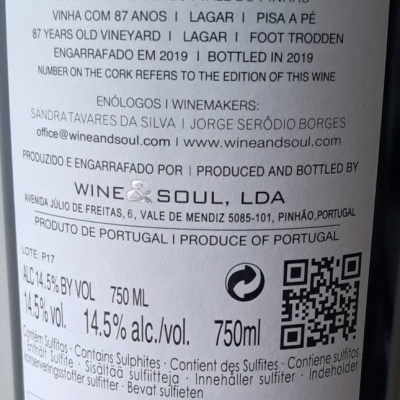 VINHA COM 87 ANOS I LAGAR I PISA A PÉ
87 YEARS OLD VINEYARD I LAGAR I FOOT TRODDEN
ENGARRAFADO EM 2019 I BOTTLED IN 2019
NUMBER ON THE CORK REFERS TO THE EDITION OF THIS WINE
ENÓLOGOS I WINEMAKERS:
SANDRA TAVARES DA SILVA I JORGE SERÔDIO BORGES
office@wineandsoul.com I www.wineandsoul.com
PRODUZIDO E ENGARRAFADO POR I PRODUCED AND BOTTLED BY
WINE & SOUL, LDA
AVENIDA JÚLIO DE FREITAS, 6, VALE DE MENDIZ 5085-101, PINHÃO, PORTUGAL
PRODUTO DE PORTUGAL I PRODUCE OF PORTUGAL
LOTE: P17
ALC 14.5% BY VOL 750 ML
14.5% vol. 14.5% alc./vol. 750ml
Contém Sulfitos - Contains Sulphites - Contient des Sulfites - Contiene sulfitos
Enthält Sulfite - Sisältää sulfiitteja - Innehåller sulfiter - Indeholder
konserveringsstoffer sulfitter - Bevat sulfieten